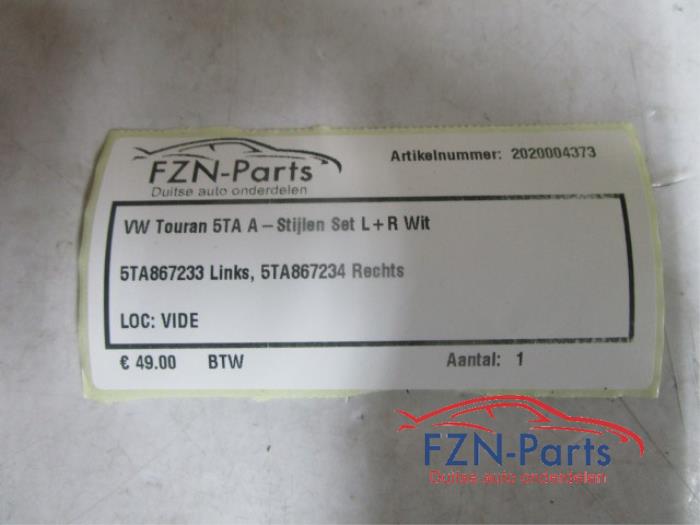 FZN-Parts
Duitse auto onderdelen
Artikelnummer: 2020004373
VW Touran 5TA A-Stijlen Set L+R Wit
5TA867233 Links, 5TA867234 Rechts
LOC: VIDE
€ 49.00 BTW Aantal: 1
FZN-Parts
Duitse auto onderdelen